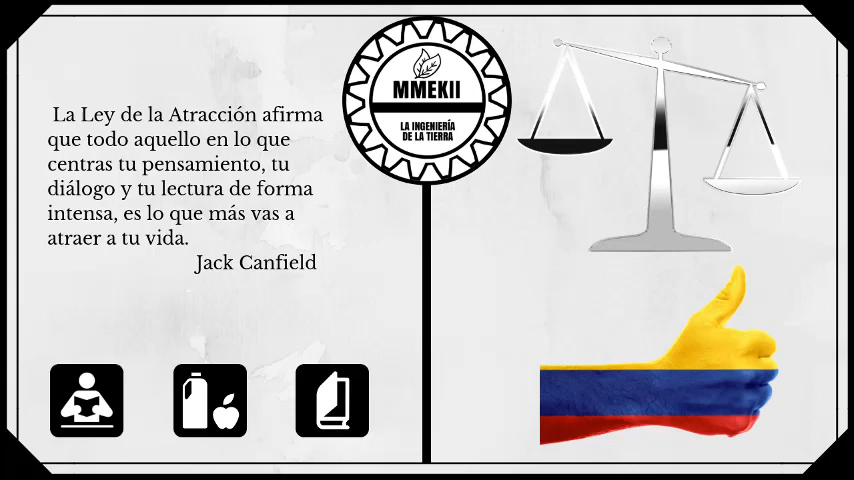 La Ley de la Atracción afirma
que todo aquello en lo que
centras tu pensamiento, tu
diálogo y tu lectura de forma
intensa, es lo que más vas a
atraer a tu vida.
Jack Canfield
MMEKII
LA INGENIERÍA
DE LA TIERRA